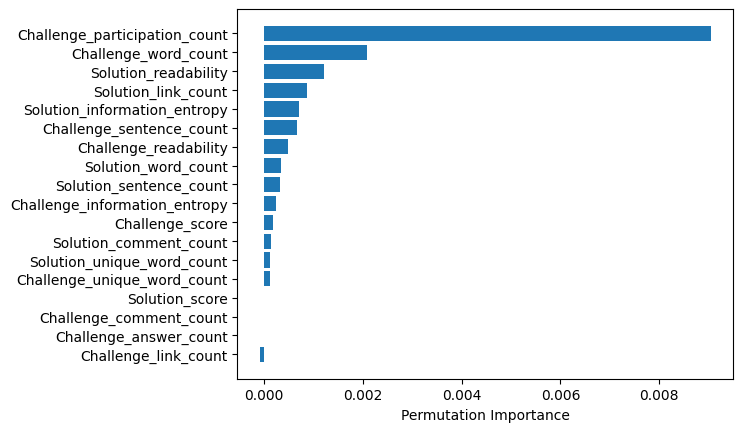 Challenge_participation_count
Challenge_word_count
Solution_readability
Solution_link_count
Solution_information_entropy
Challenge_sentence_count
Challenge_readability
Solution_word_count
Solution_sentence_count
Challenge_information_entropy
Challenge_score
Solution_comment_count
Solution_unique_word_count
Challenge_unique_word_count
Solution_score
Challenge_comment_count
Challenge_answer_count
Challenge_link_count
0.000 0.002 0.004 0.006 0.008
Permutation Importance